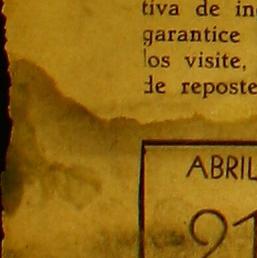 tiva de in
garantice
los visite,
de reposte
ABRIL
21